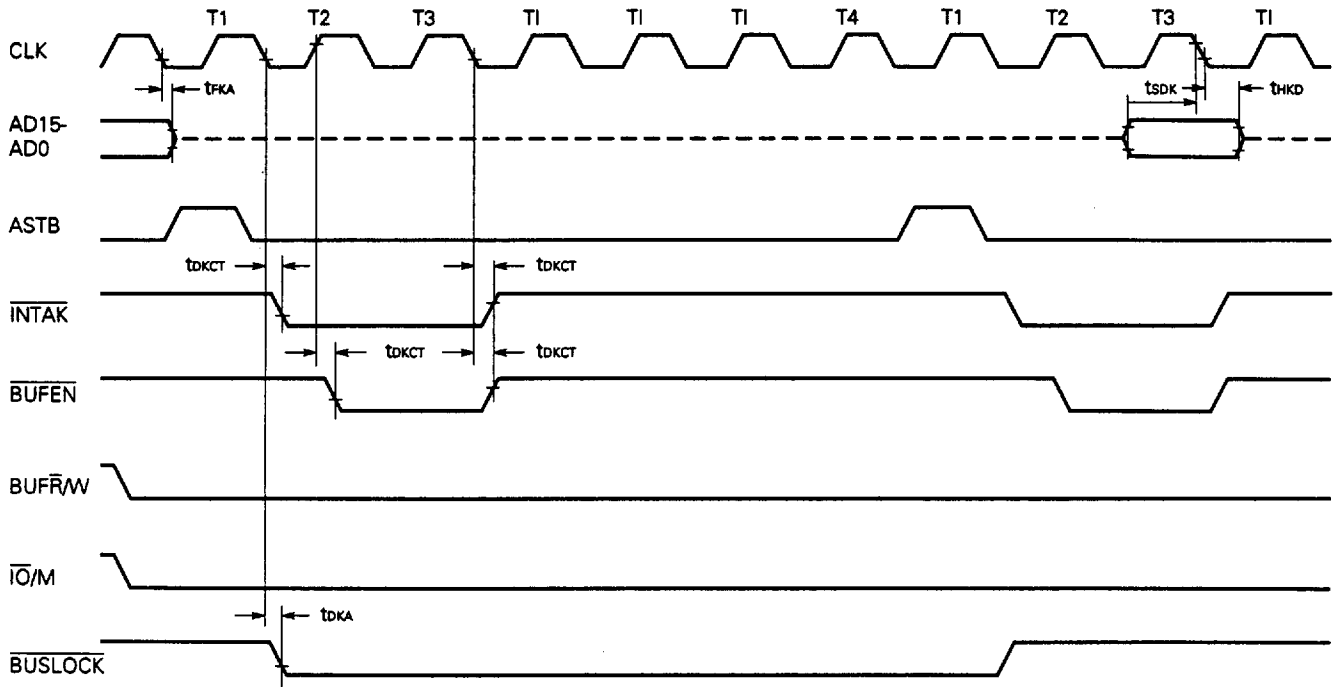 T1 T2 T3 TI TI TI T4 T1 T2 T3 TI
CLK
tFKA tSDK tHKD
AD15-
AD0
ASTB
tDKCT tDKCT
INTAK
tDKCT tDKCT
BUFEN
BUFR/W
IO/M
tDKA
BUSLOCK